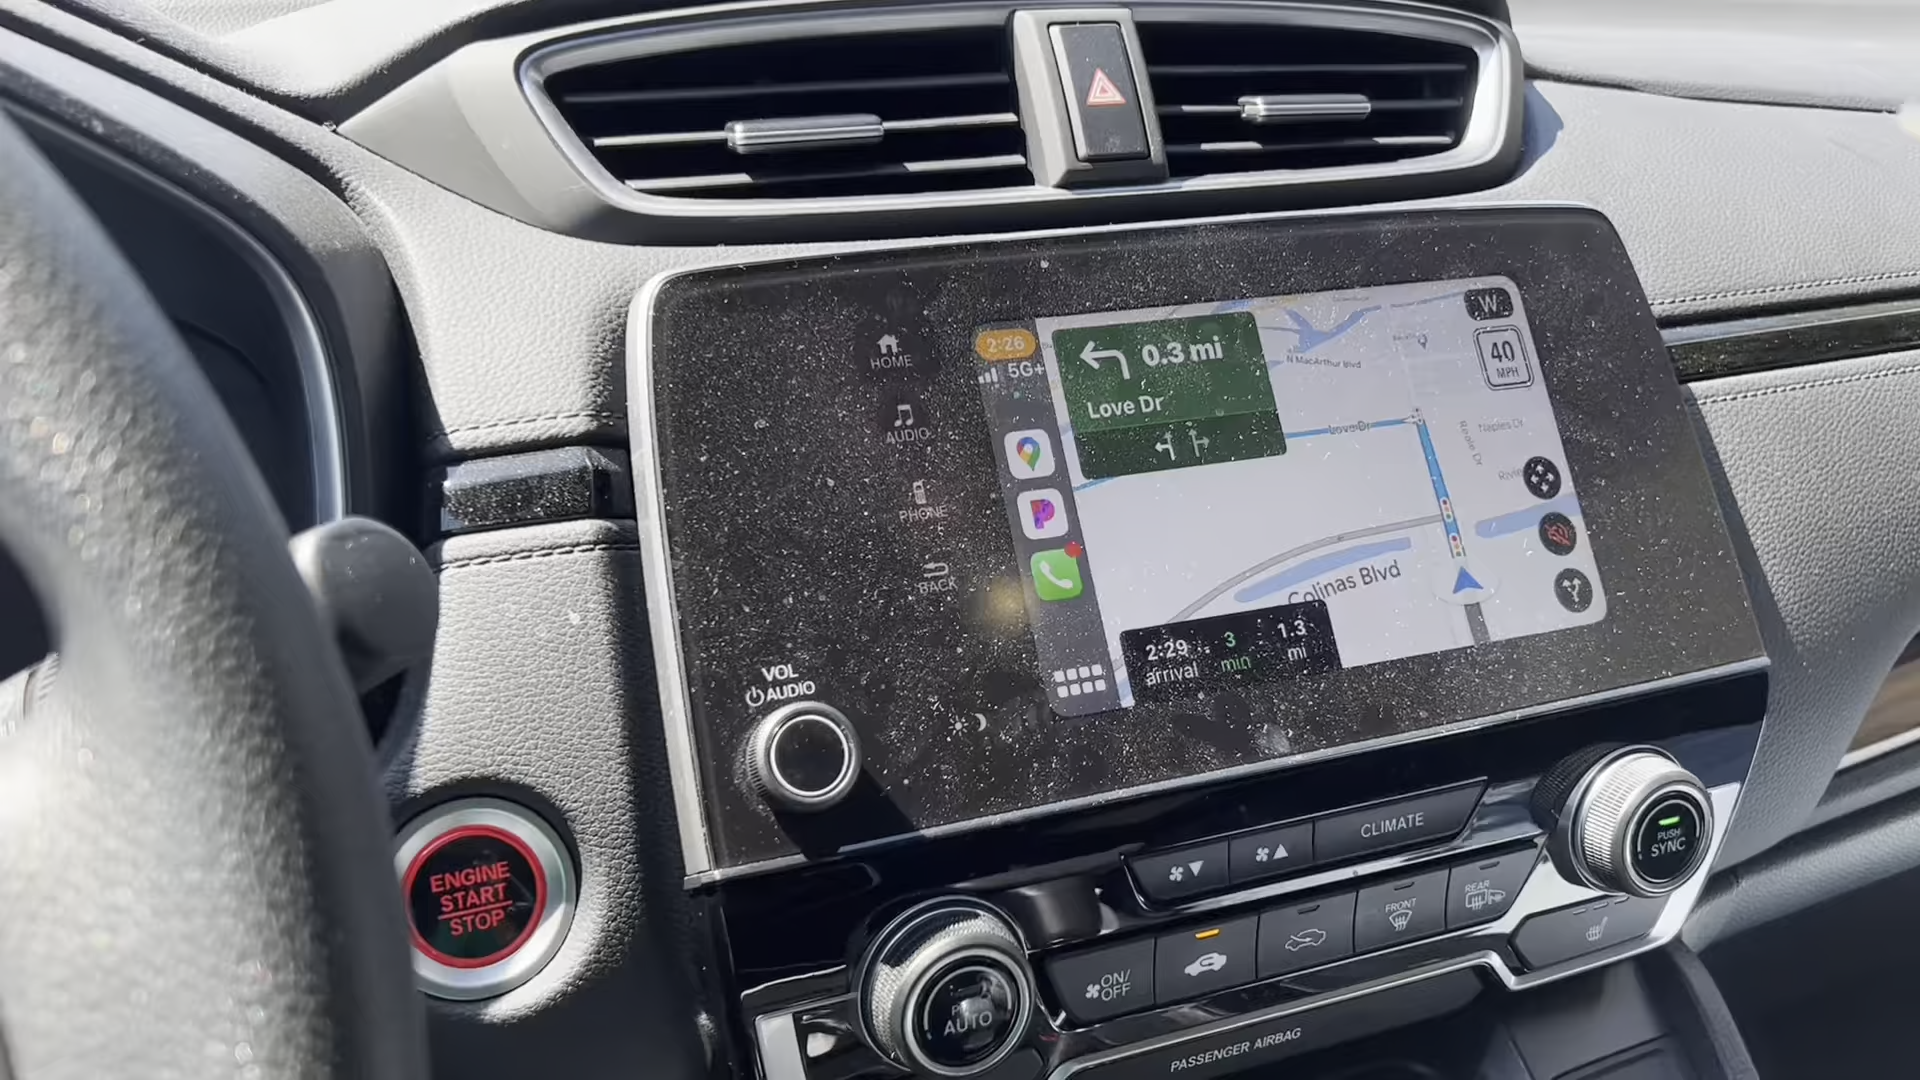 HOME
AUDIO
PHONE
BACK
VOL
AUDIO
2:26
5G+
0.3 mi
Love Dr
N MacArthur Blvd
W
40
MPH
Love Dr
Naples Dr
Colinas Blvd
2:29
arrival
3
min
1.3
mi
ENGINE
START
STOP
CLIMATE
PUSH
SYNC
FRONT
REAR
ON/
OFF
AUTO
PASSENGER AIRBAG